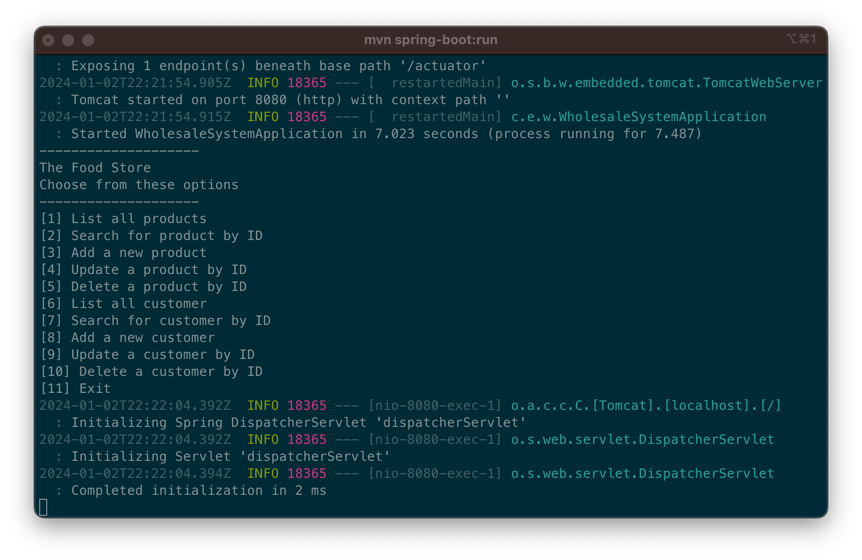 mvn spring-boot:run
⌥⌘1
: Exposing 1 endpoint(s) beneath base path '/actuator'
2024-01-02T22:21:54.905Z  INFO 18365 --- [  restartedMain] o.s.b.w.embedded.tomcat.TomcatWebServer
: Tomcat started on port 8080 (http) with context path ''
2024-01-02T22:21:54.915Z  INFO 18365 --- [  restartedMain] c.e.w.WholesaleSystemApplication
: Started WholesaleSystemApplication in 7.023 seconds (process running for 7.487)
--------------------
The Food Store
Choose from these options
--------------------
[1] List all products
[2] Search for product by ID
[3] Add a new product
[4] Update a product by ID
[5] Delete a product by ID
[6] List all customer
[7] Search for customer by ID
[8] Add a new customer
[9] Update a customer by ID
[10] Delete a customer by ID
[11] Exit
2024-01-02T22:22:04.392Z  INFO 18365 --- [nio-8080-exec-1] o.a.c.c.C.[Tomcat].[localhost].[/]
: Initializing Spring DispatcherServlet 'dispatcherServlet'
2024-01-02T22:22:04.392Z  INFO 18365 --- [nio-8080-exec-1] o.s.web.servlet.DispatcherServlet
: Initializing Servlet 'dispatcherServlet'
2024-01-02T22:22:04.394Z  INFO 18365 --- [nio-8080-exec-1] o.s.web.servlet.DispatcherServlet
: Completed initialization in 2 ms